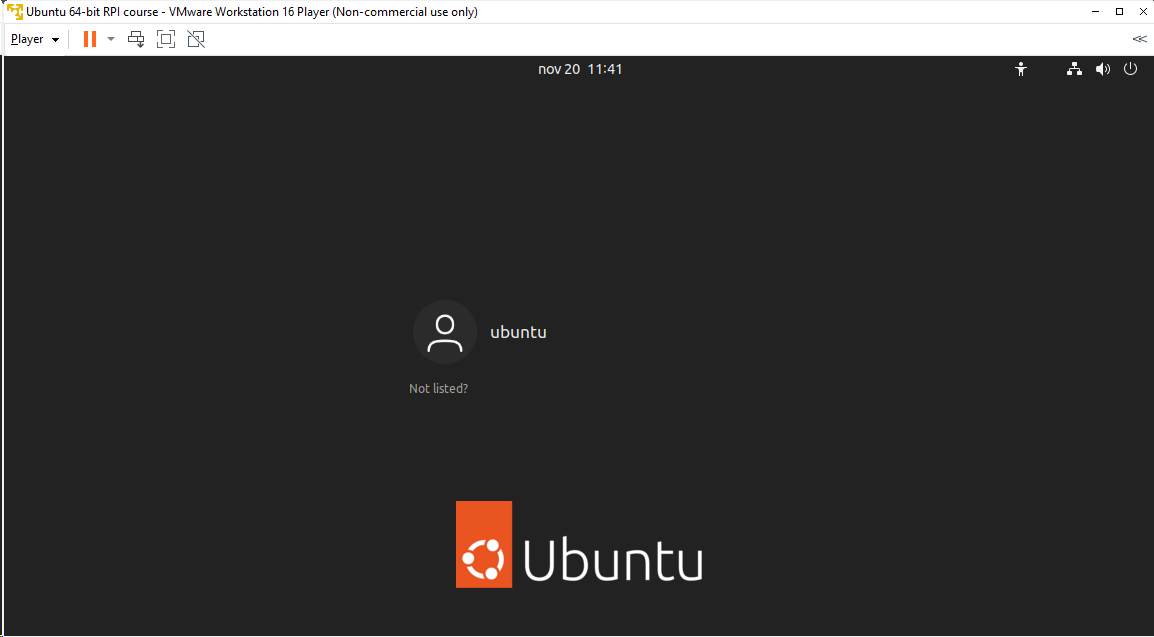 Ubuntu 64-bit RPI course - VMware Workstation 16 Player (Non-commercial use only)
Player
nov 20 11:41
ubuntu
Not listed?
Ubuntu